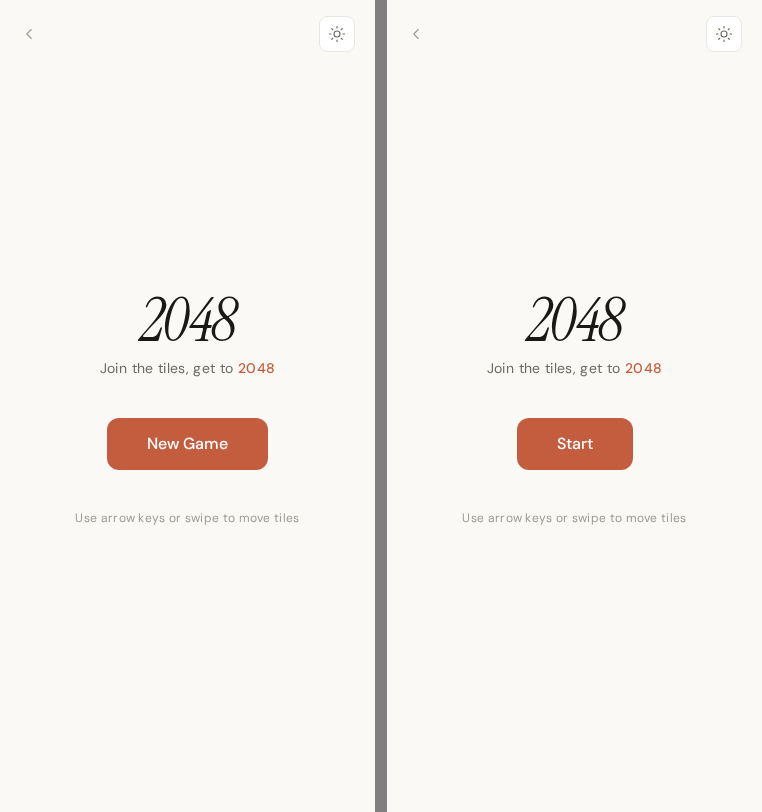 2048
Join the tiles, get to 2048
New Game
Use arrow keys or swipe to move tiles
2048
Join the tiles, get to 2048
Start
Use arrow keys or swipe to move tiles